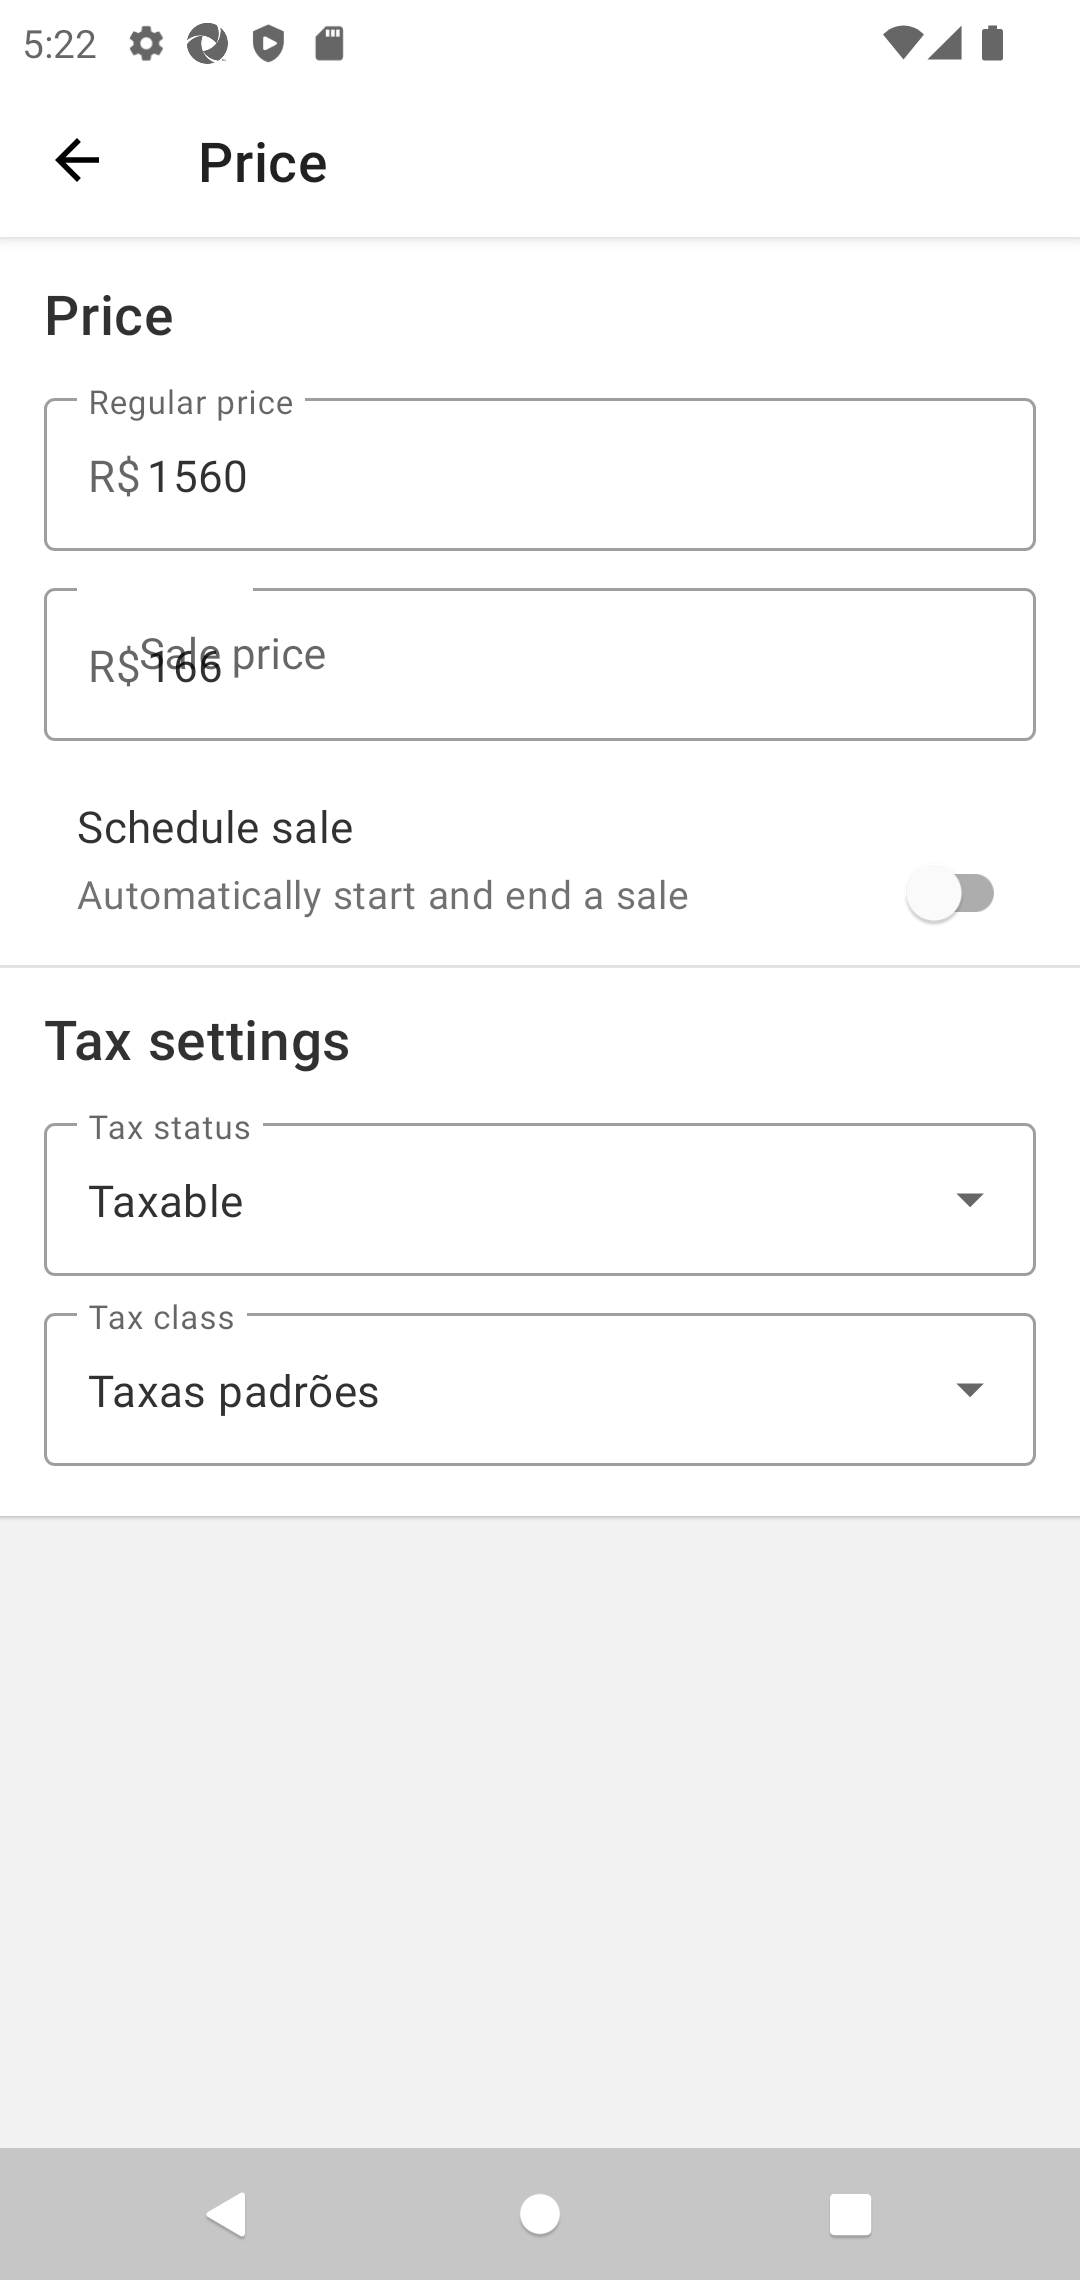 5:22
Price
Price
Regular price
R$ 1560
Sale price
R$ 166
Schedule sale
Automatically start and end a sale
Tax settings
Tax status
Taxable
Tax class
Taxas padrões